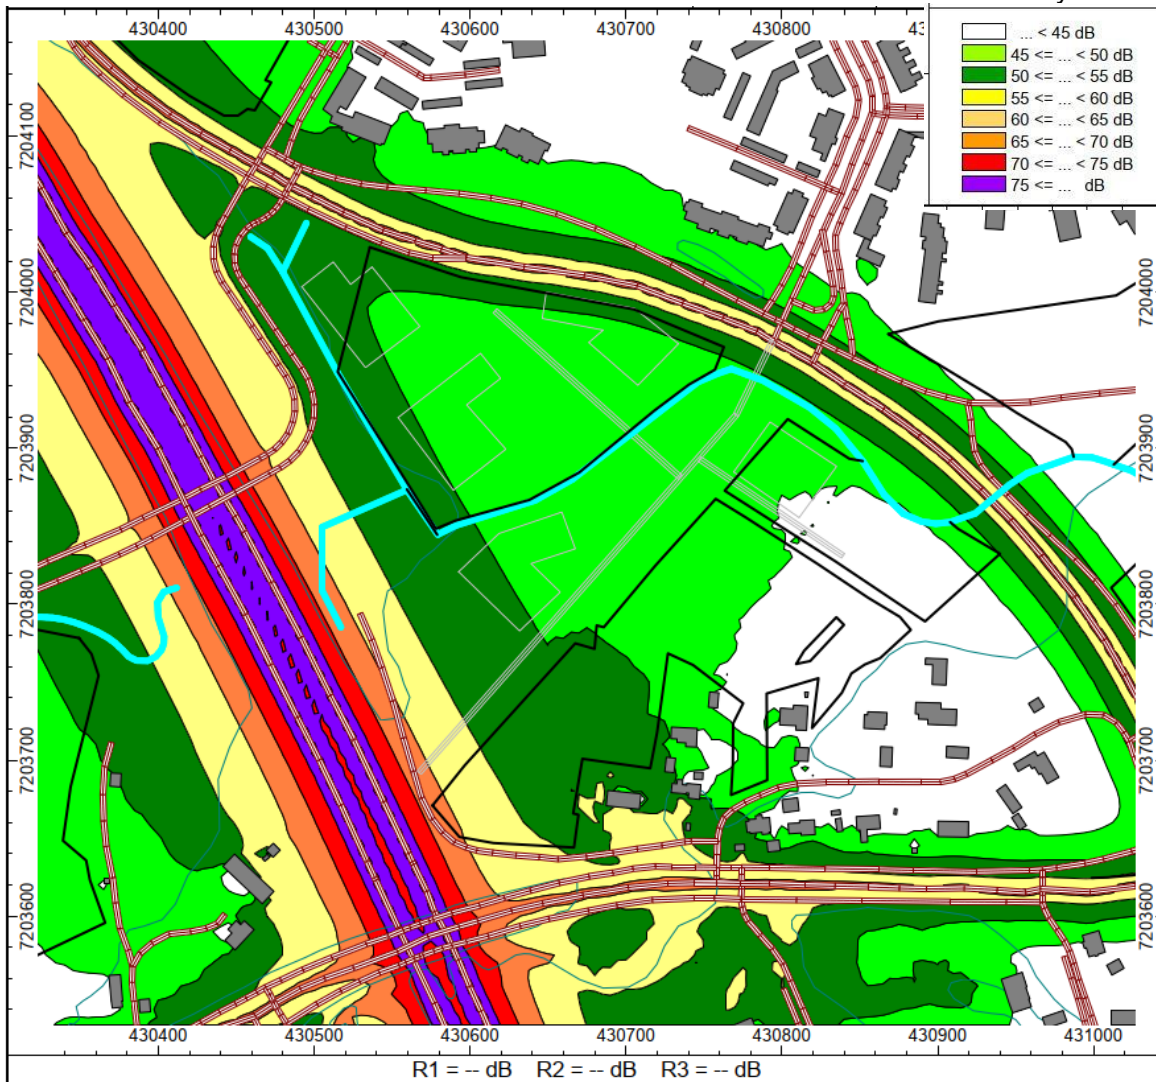 430400 430500 430600 430700 430800
... < 45 dB
45 <= ... < 50 dB
50 <= ... < 55 dB
55 <= ... < 60 dB
60 <= ... < 65 dB
65 <= ... < 70 dB
70 <= ... < 75 dB
75 <= ... dB
7204100 7204000 7203900 7203800 7203700 7203600
7204000 7203900 7203800 7203700 7203600
430400 430500 430600 430700 430800 430900 431000
R1 = -- dB R2 = -- dB R3 = -- dB